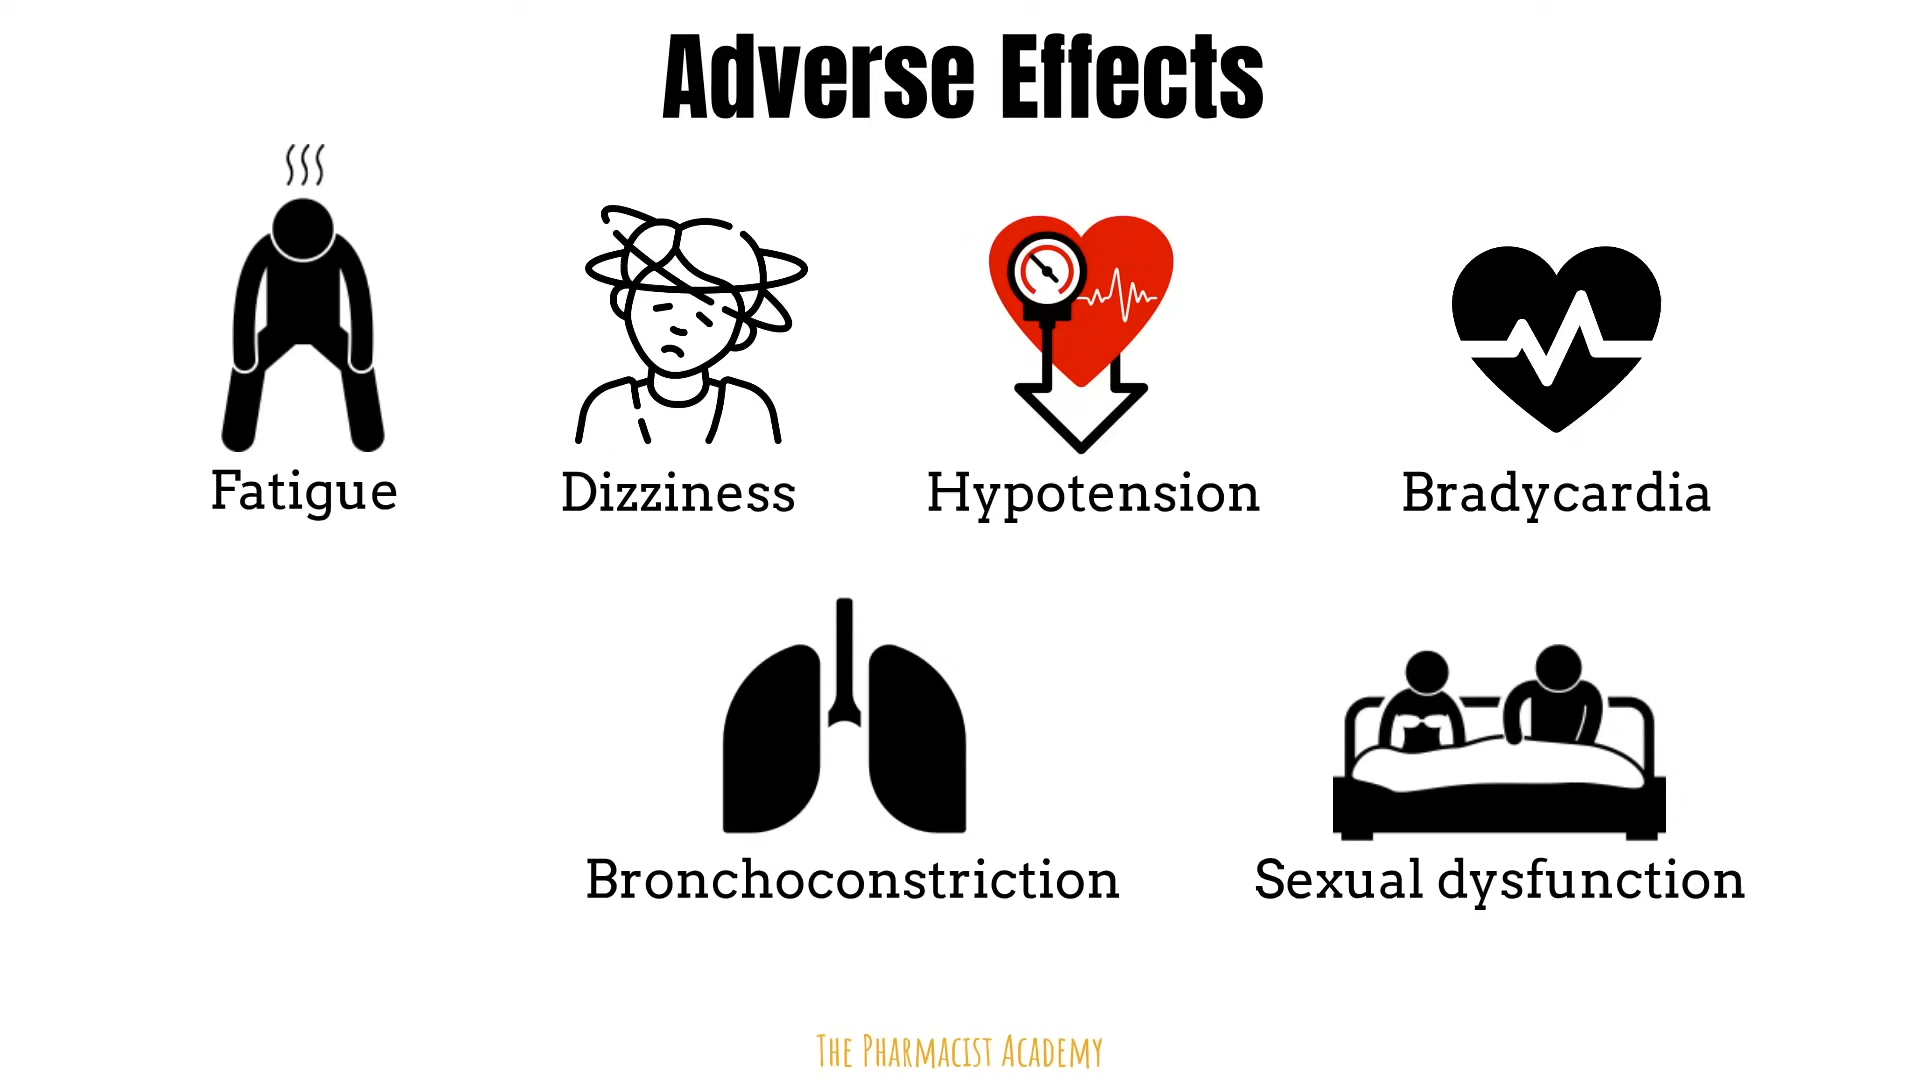 Adverse Effects
Fatigue
Dizziness
Hypotension
Bradycardia
Bronchoconstriction
Sexual dysfunction
The Pharmacist Academy